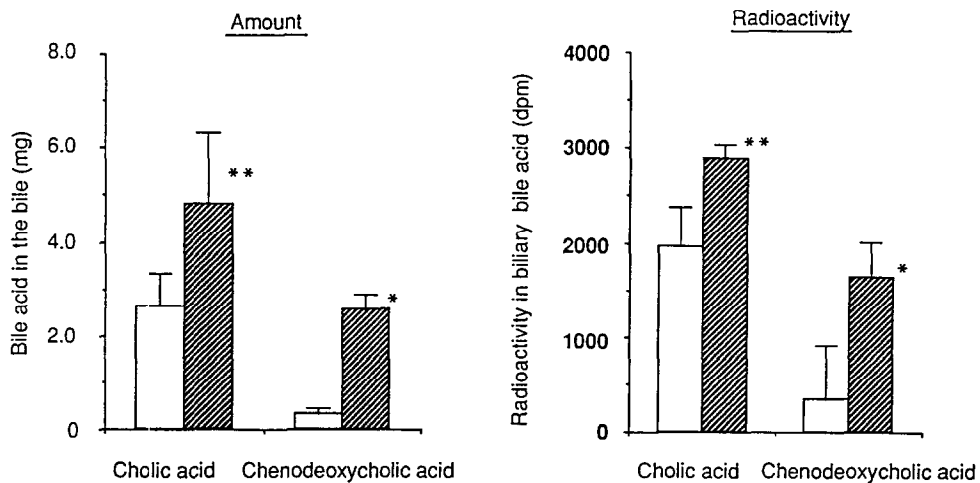 Amount
8.0
6.0
4.0
2.0
0
Bile acid in the bile (mg)
**
*
Cholic acid
Chenodeoxycholic acid
Radioactivity
4000
3000
2000
1000
0
Radioactivity in biliary bile acid (dpm)
**
*
Cholic acid
Chenodeoxycholic acid